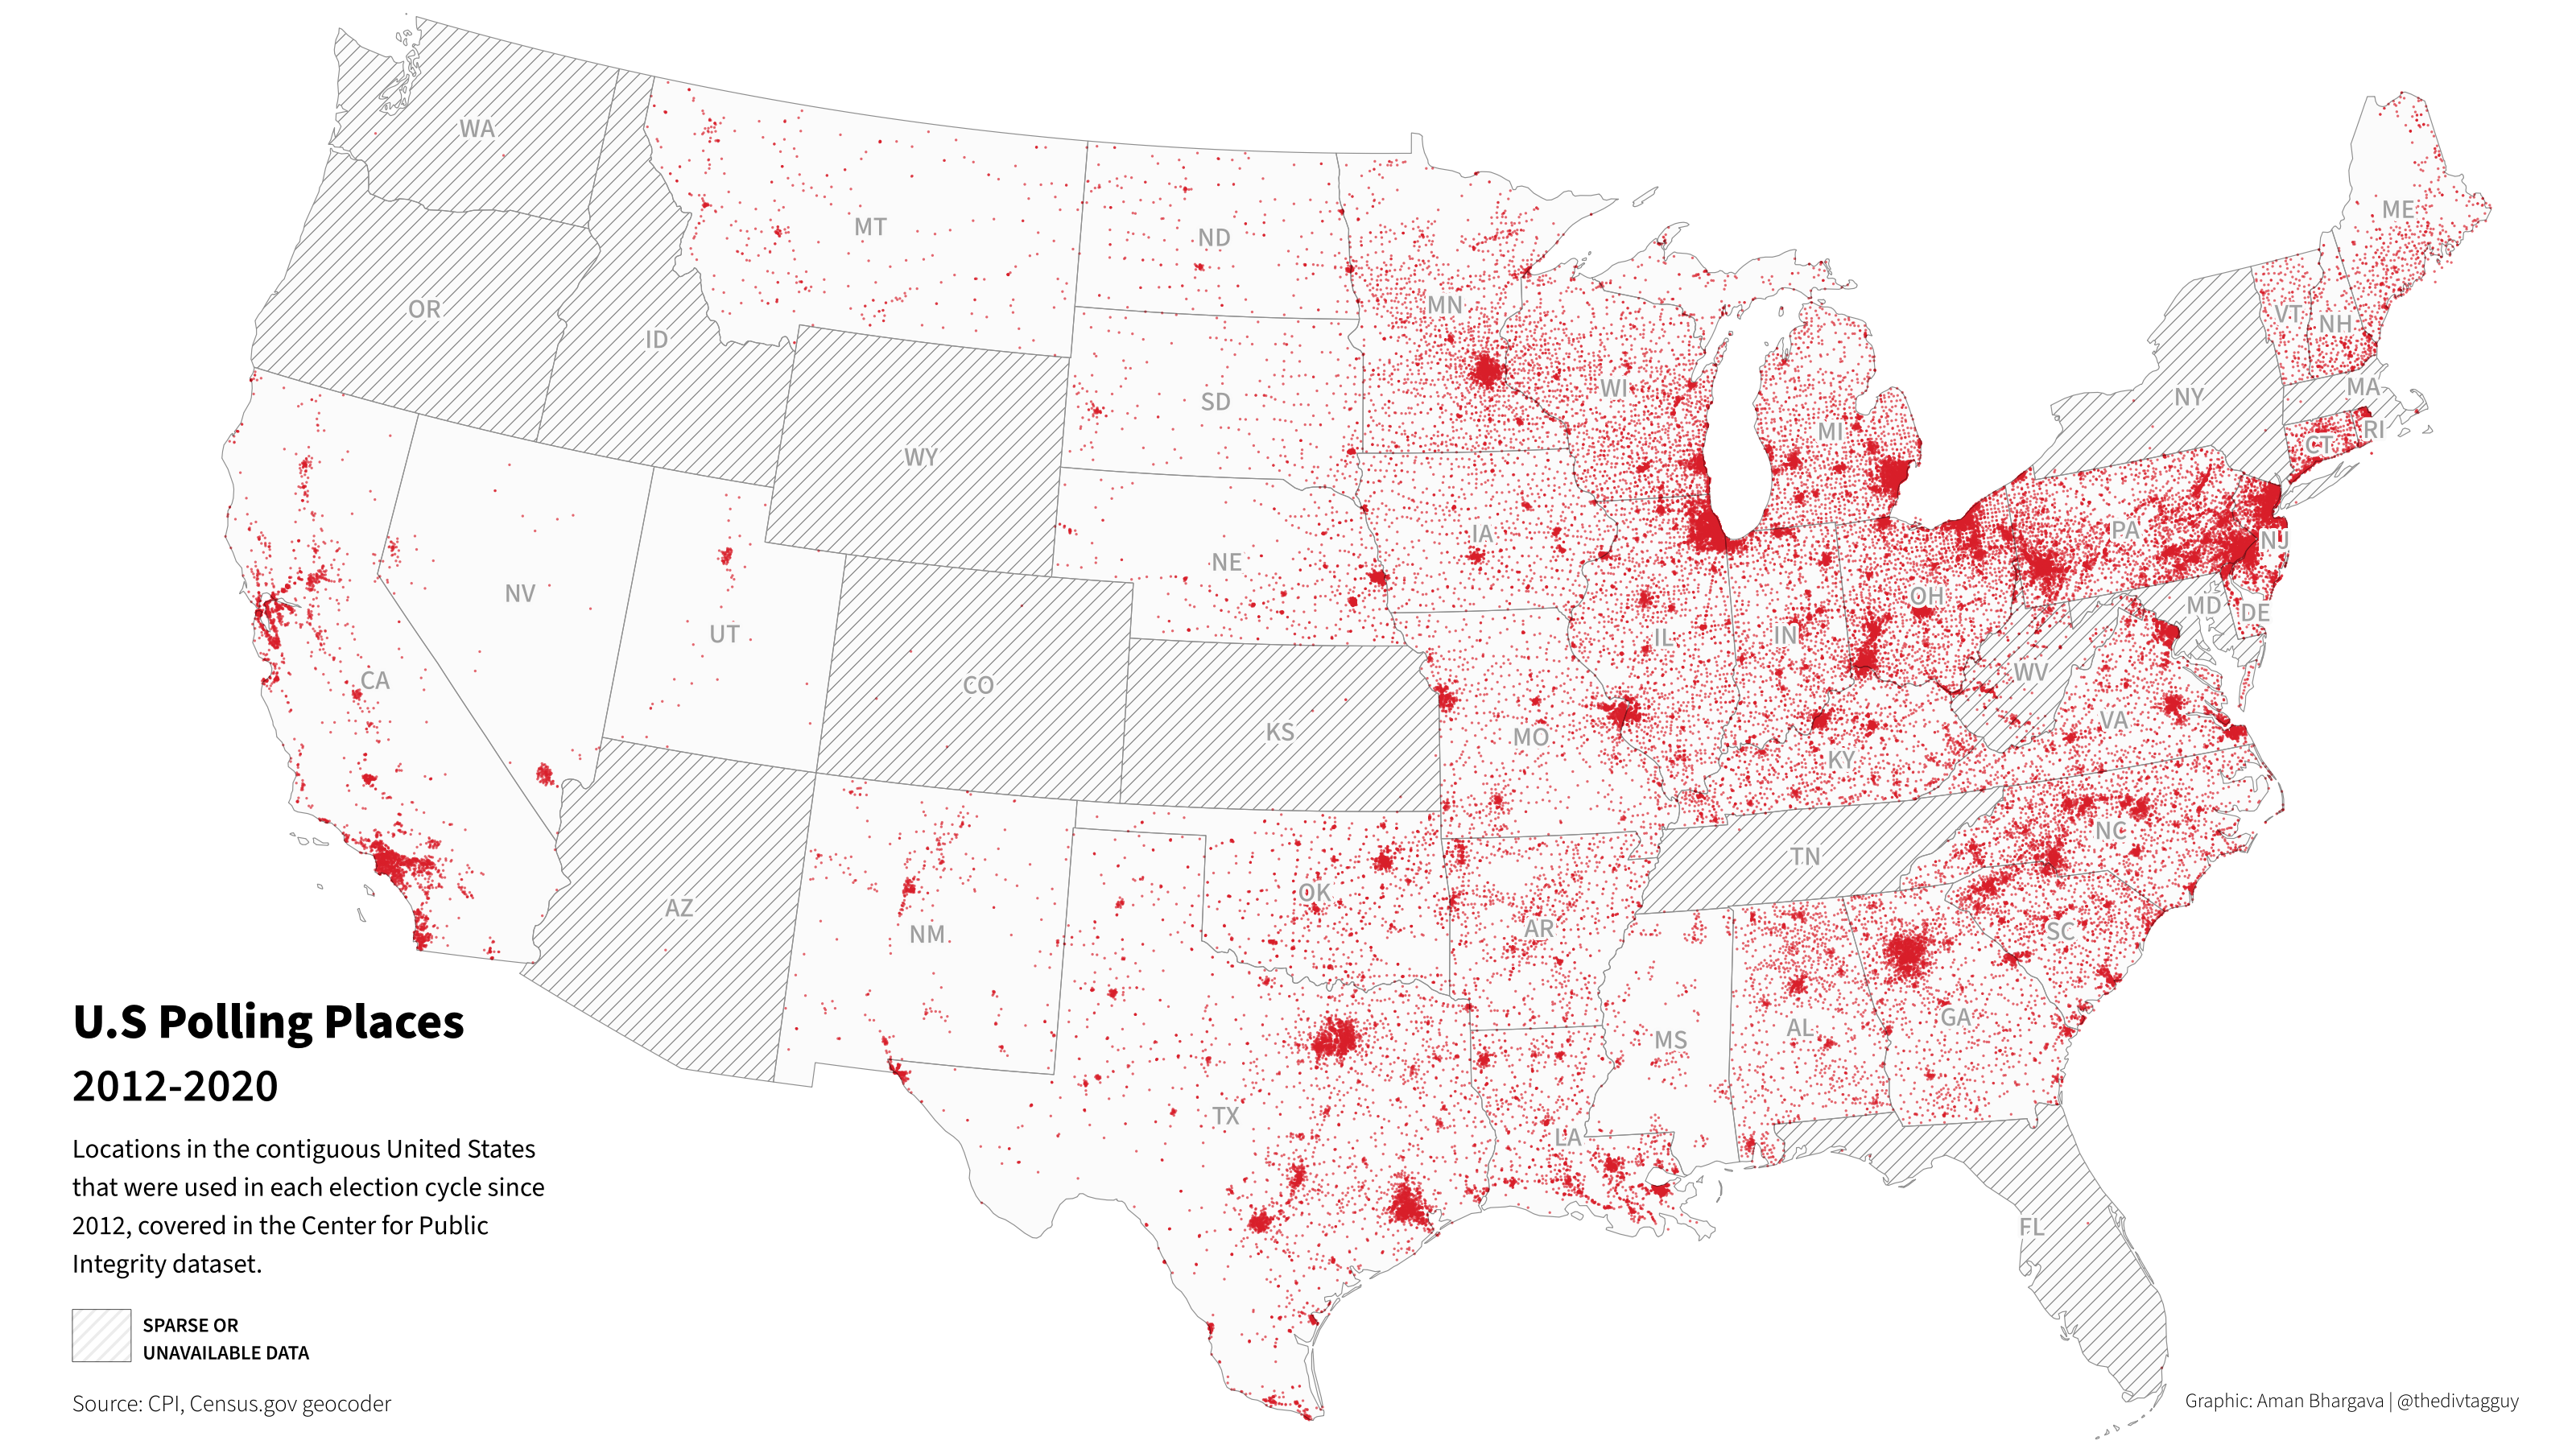 WA
MT
ND
ME
OR
ID
MN
VT
NH
WI
MI
NY
MA
SD
WY
CT
RI
IA
PA
NJ
NE
NV
UT
IL
IN
OH
MD
DE
CA
CO
KS
MO
KY
WV
VA
AZ
NM
OK
AR
TN
NC
SC
MS
AL
GA
TX
LA
FL
U.S Polling Places
2012-2020
Locations in the contiguous United States
that were used in each election cycle since
2012, covered in the Center for Public
Integrity dataset.
SPARSE OR
UNAVAILABLE DATA
Source: CPI, Census.gov geocoder
Graphic: Aman Bhargava | @thedivtagguy